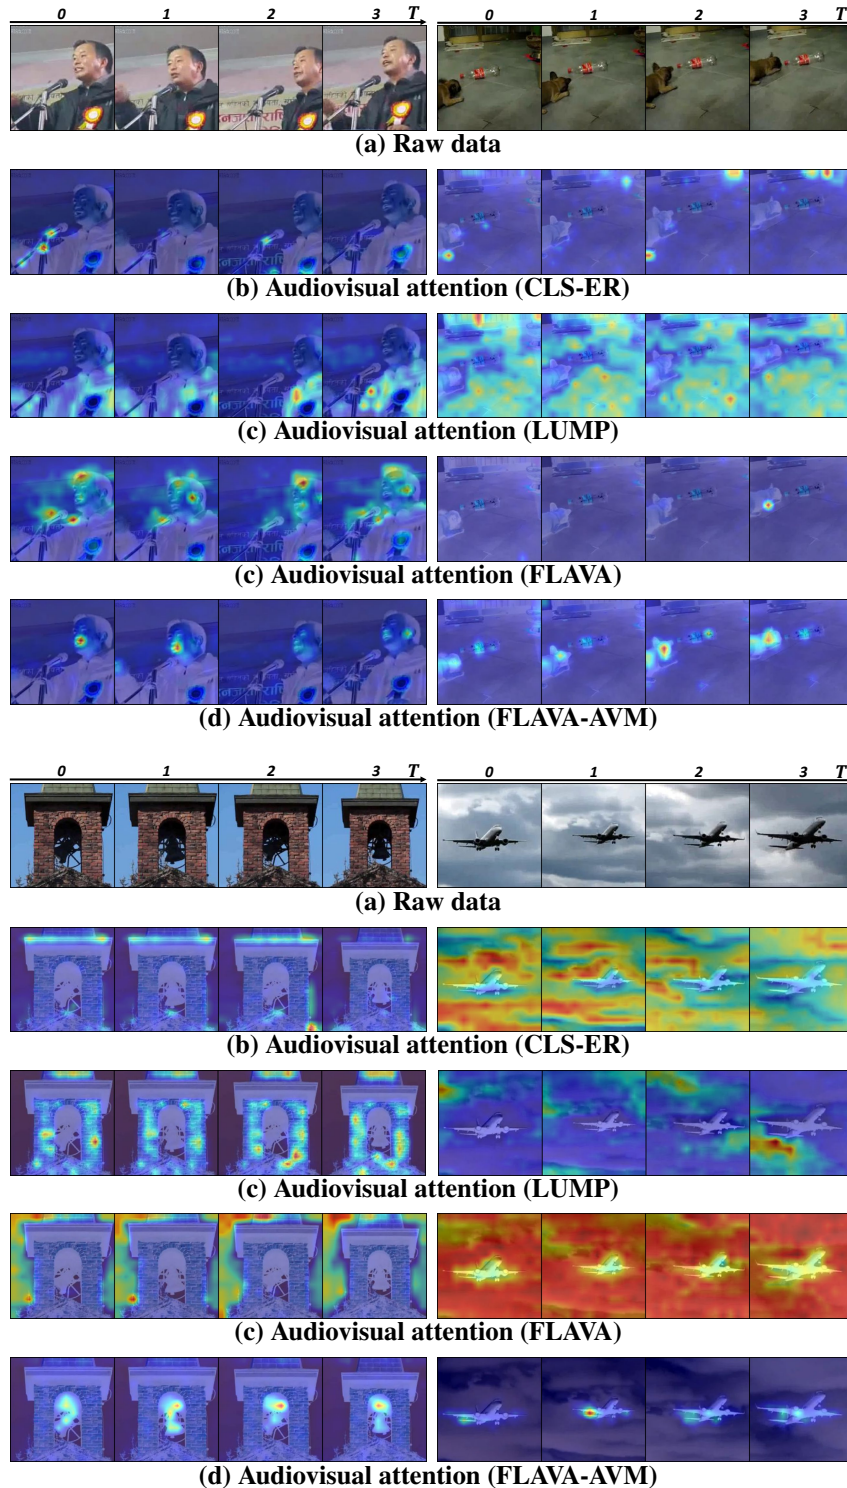 0 1 2 3 T 0 1 2 3 T
(a) Raw data
(b) Audiovisual attention (CLS-ER)
(c) Audiovisual attention (LUMP)
(c) Audiovisual attention (FLAVA)
(d) Audiovisual attention (FLAVA-AVM)
0 1 2 3 T 0 1 2 3 T
(a) Raw data
(b) Audiovisual attention (CLS-ER)
(c) Audiovisual attention (LUMP)
(c) Audiovisual attention (FLAVA)
(d) Audiovisual attention (FLAVA-AVM)